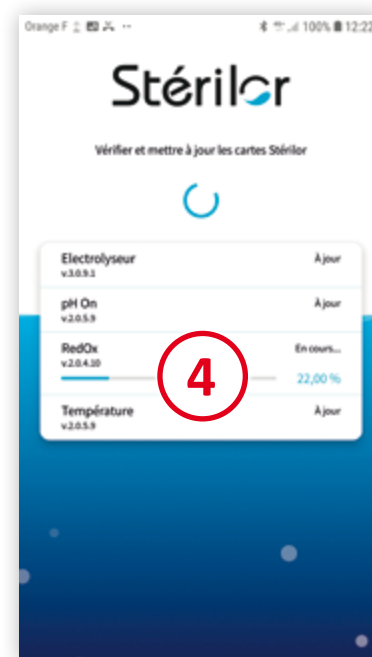 Orange F 100% 12:22
Stérilor
Vérifier et mettre à jour les cartes Stérilor
Electrolyseur À jour
v.3.0.9.1
pH On À jour
v.2.0.5.9
RedOx En cours...
v.2.0.4.10
22,00 %
4
Température À jour
v.2.0.5.9